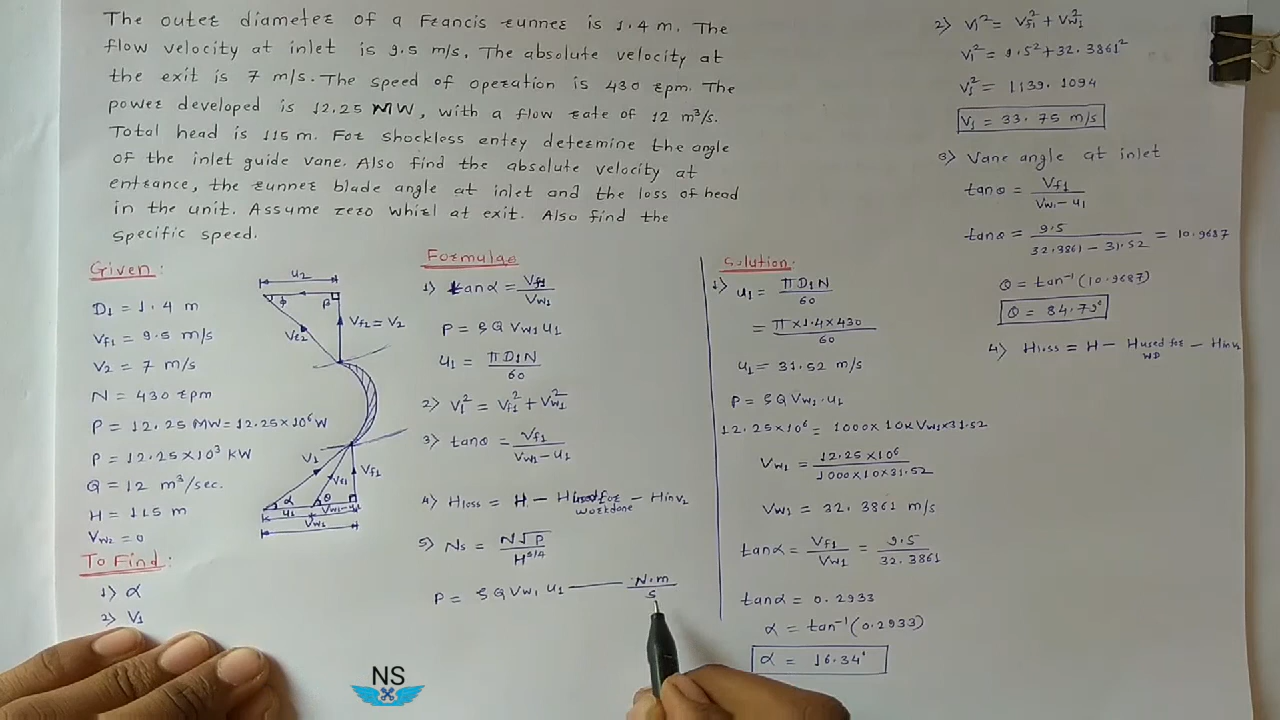 The outer diameter of a Francis runner is 1.4 m. The
flow velocity at inlet is 9.5 m/s. The absolute velocity at
the exit is 7 m/s. The speed of operation is 430 rpm. The
power developed is 12.25 MW, with a flow rate of 12 m³/s.
Total head is 115 m. For shockless entry determine the angle
of the inlet guide vane. Also find the absolute velocity at
entrance, the runner blade angle at inlet and the loss of head
in the unit. Assume zero whirl at exit. Also find the
specific speed.
Given:
D₁ = 1.4 m
Vf₁ = 9.5 m/s
V₂ = 7 m/s
N = 430 rpm
P = 12.25 MW = 12.25×10⁶ W
P = 12.25×10³ kW
Q = 12 m³/sec.
H = 115 m
Vw₂ = 0
To Find:
1) α
2) V₁
u₂
φ
β
Vr₂
Vf₂ = V₂
V₁
Vr₁
Vf₁
α
θ
u₁
Vw₁-u₁
Vw₁
Formulae
1) tanα = Vf₁/Vw₁
P = ρQVw₁u₁
u₁ = πD₁N/60
2) V₁² = Vf₁² + Vw₁²
3) tanθ = Vf₁/(Vw₁-u₁)
4) Hloss = H - Hused for workdone - Hinv₂
5) Ns = N√P/H^5/4
P = ρQVw₁u₁ —— N.m/s
Solution:
1) u₁ = πD₁N/60
= π×1.4×430/60
u₁ = 31.52 m/s
P = ρQVw₁.u₁
12.25×10⁶ = 1000×10×Vw₁×31.52
Vw₁ = 12.25×10⁶/1000×10×31.52
Vw₁ = 32.3861 m/s
tanα = Vf₁/Vw₁ = 9.5/32.3861
tanα = 0.2933
α = tan⁻¹(0.2933)
α = 16.34°
2) V₁² = Vf₁² + Vw₁²
V₁² = 9.5² + 32.3861²
V₁² = 1139.1094
V₁ = 33.75 m/s
3) Vane angle at inlet
tanθ = Vf₁/(Vw₁-u₁)
tanθ = 9.5/(32.3861-31.52) = 10.9687
θ = tan⁻¹(10.9687)
θ = 84.79°
4) Hloss = H - Hused for WD - Hinv₂
NS